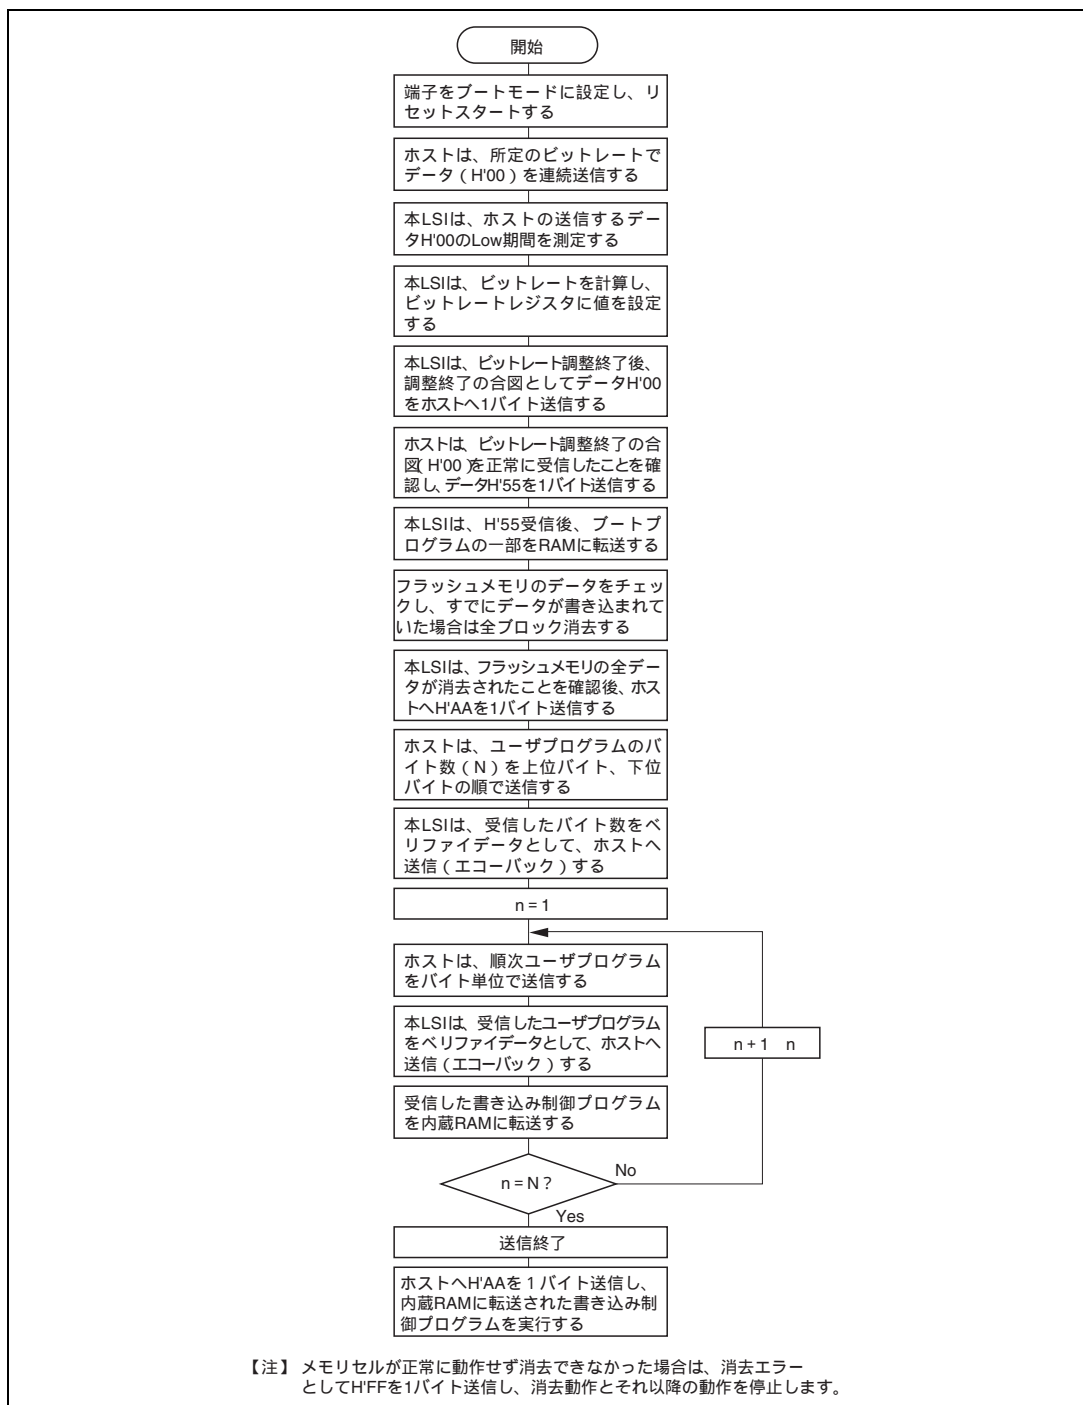 開始
端子をブートモードに設定し、リ
セットスタートする
ホストは、所定のビットレートで
データ（H'00）を連続送信する
本LSIは、ホストの送信するデー
タH'00のLow期間を測定する
本LSIは、ビットレートを計算し、
ビットレートレジスタに値を設定
する
本LSIは、ビットレート調整終了後、
調整終了の合図としてデータH'00
をホストへ1バイト送信する
ホストは、ビットレート調整終了の合
図（H'00）を正常に受信したことを確
認し、データH'55を1バイト送信する
本LSIは、H'55受信後、ブートプ
ログラムの一部をRAMに転送する
フラッシュメモリのデータをチェッ
クし、すでにデータが書き込まれて
いた場合は全ブロック消去する
本LSIは、フラッシュメモリの全デー
タが消去されたことを確認後、ホス
トへH'AAを1バイト送信する
ホストは、ユーザプログラムのバ
イト数（N）を上位バイト、下位
バイトの順で送信する
本LSIは、受信したバイト数をベ
リファイデータとして、ホストへ
送信（エコーバック）する
n = 1
ホストは、順次ユーザプログラム
をバイト単位で送信する
本LSIは、受信したユーザプログラム
をベリファイデータとして、ホストへ
送信（エコーバック）する
n + 1　n
受信した書き込み制御プログラム
を内蔵RAMに転送する
n = N？
No
Yes
送信終了
ホストへH'AAを１バイト送信し、
内蔵RAMに転送された書き込み制
御プログラムを実行する
【注】 メモリセルが正常に動作せず消去できなかった場合は、消去エラー
としてH'FFを1バイト送信し、消去動作とそれ以降の動作を停止します。